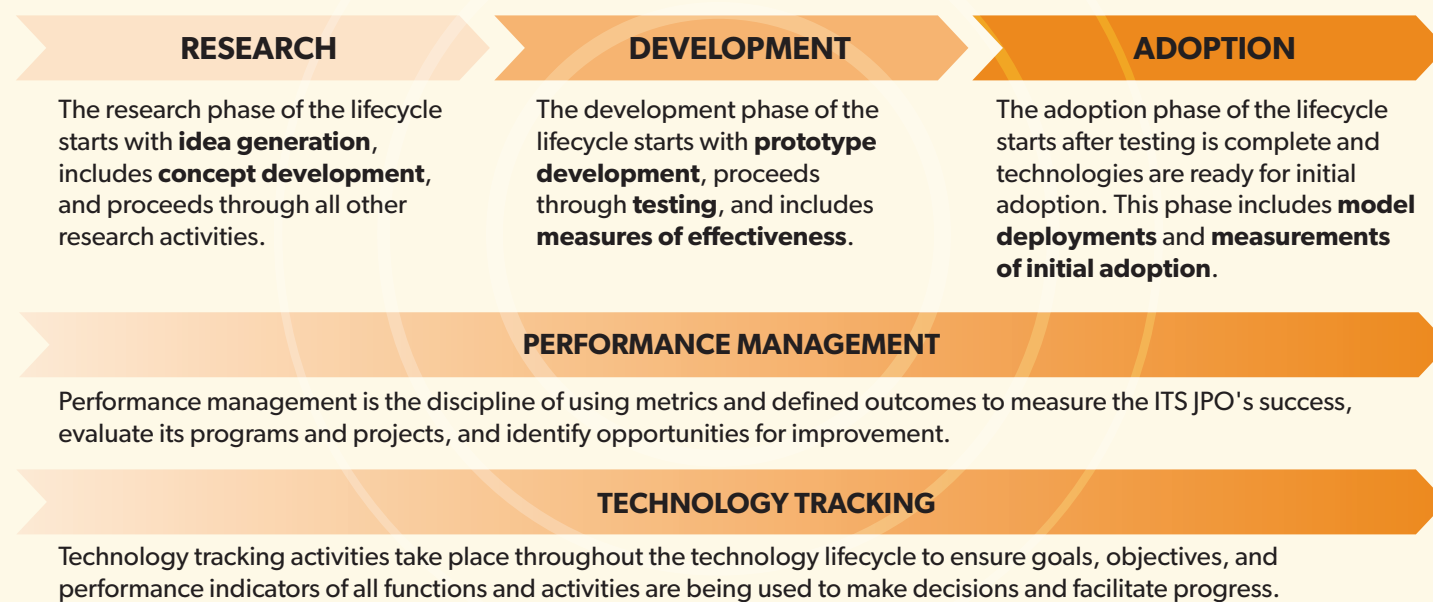 RESEARCH
The research phase of the lifecycle
starts with idea generation,
includes concept development,
and proceeds through all other
research activities.
DEVELOPMENT
The development phase of the
lifecycle starts with prototype
development, proceeds
through testing, and includes
measures of effectiveness.
ADOPTION
The adoption phase of the lifecycle
starts after testing is complete and
technologies are ready for initial
adoption. This phase includes model
deployments and measurements
of initial adoption.
PERFORMANCE MANAGEMENT
Performance management is the discipline of using metrics and defined outcomes to measure the ITS JPO's success,
evaluate its programs and projects, and identify opportunities for improvement.
TECHNOLOGY TRACKING
Technology tracking activities take place throughout the technology lifecycle to ensure goals, objectives, and
performance indicators of all functions and activities are being used to make decisions and facilitate progress.